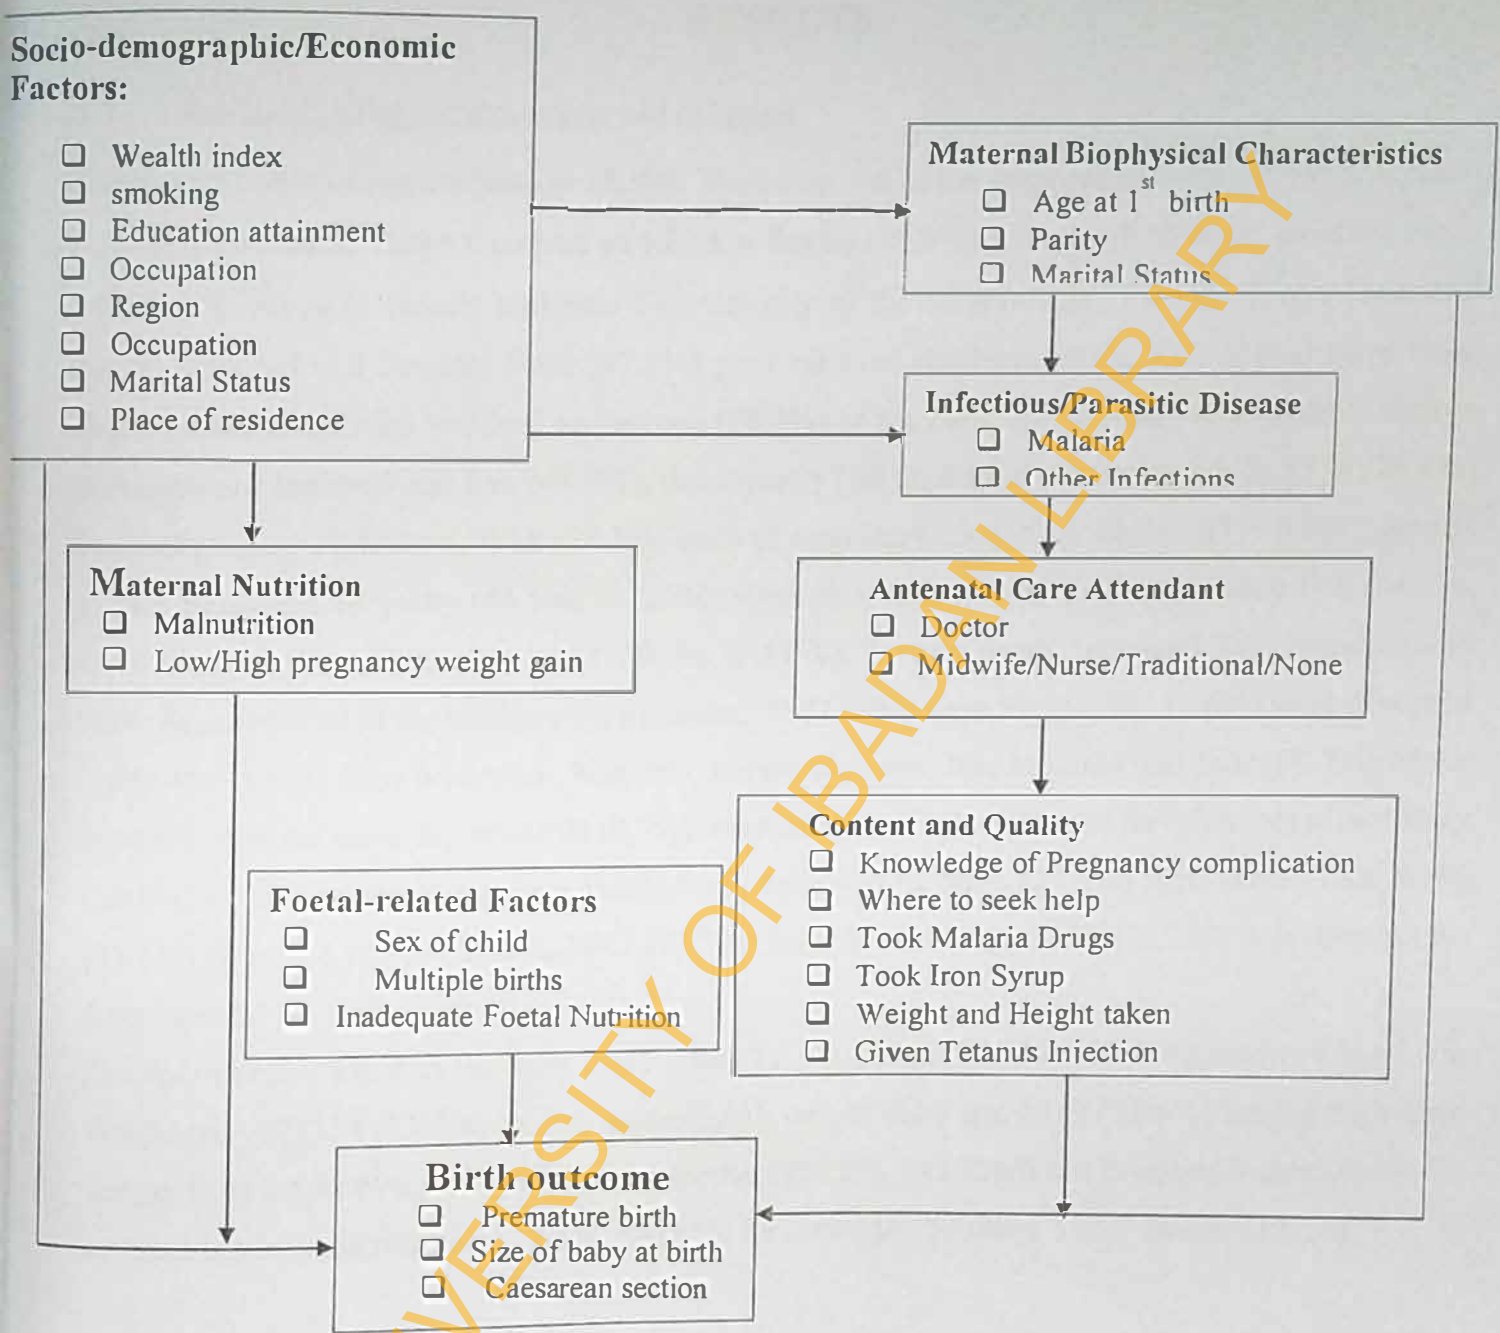 Socio-demographic/Economic
Factors:
❑ Wealth index
❑ smoking
❑ Education attainment
❑ Occupation
❑ Region
❑ Occupation
❑ Marital Status
❑ Place of residence
Maternal Biophysical Characteristics
❑ Age at 1st birth
❑ Parity
❑ Marital Status
Infectious/Parasitic Disease
❑ Malaria
❑ Other Infections
Maternal Nutrition
❑ Malnutrition
❑ Low/High pregnancy weight gain
Antenatal Care Attendant
❑ Doctor
❑ Midwife/Nurse/Traditional/None
Content and Quality
❑ Knowledge of Pregnancy complication
❑ Where to seek help
❑ Took Malaria Drugs
❑ Took Iron Syrup
❑ Weight and Height taken
❑ Given Tetanus Injection
Foetal-related Factors
❑ Sex of child
❑ Multiple births
❑ Inadequate Foetal Nutrition
Birth outcome
❑ Premature birth
❑ Size of baby at birth
❑ Caesarean section
VERSITY OF IBADAN LIBRARY